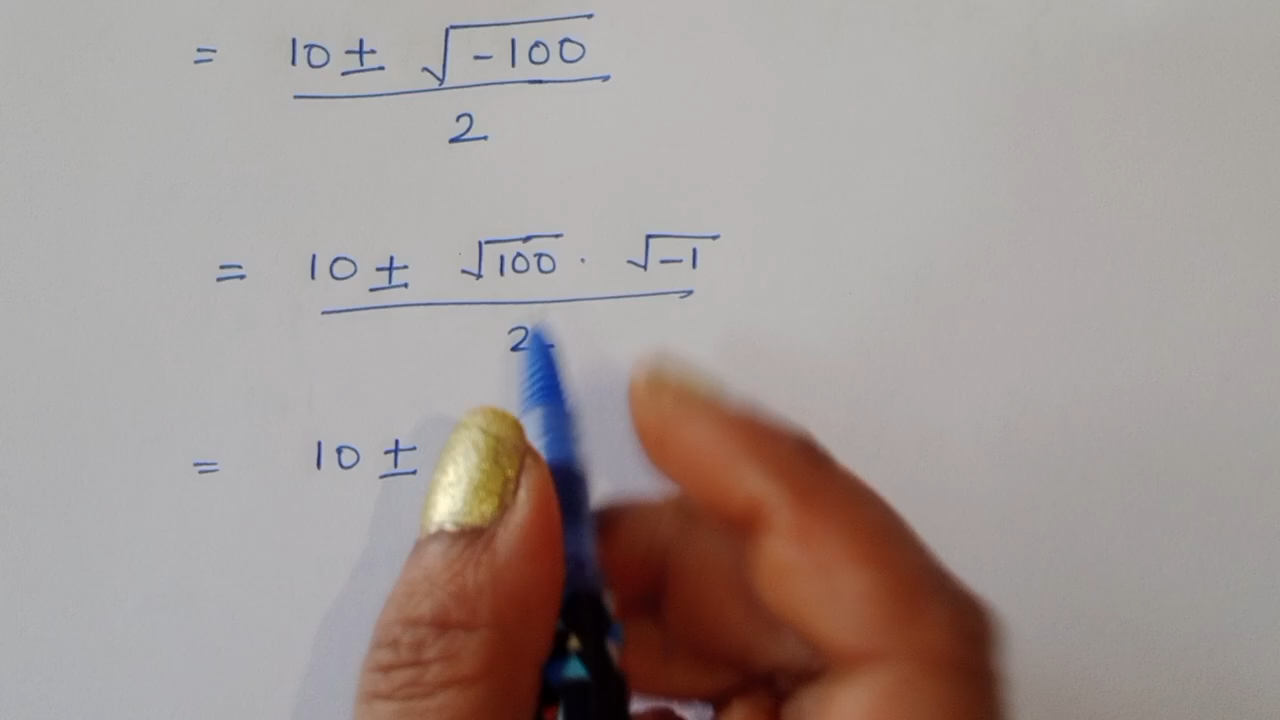 = 10 ± √-100
2
= 10 ± √100 · √-1
2
= 10 ±